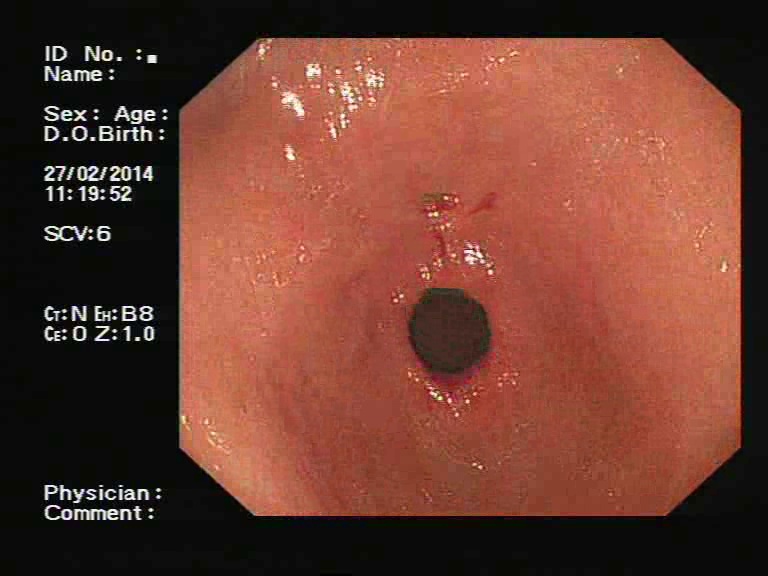 ID No. :
Name:
Sex: Age:
D.O.Birth:
27/02/2014
11:19:52
SCV:6
CT:N EH:B8
CE:0 Z:1.0
Physician:
Comment: